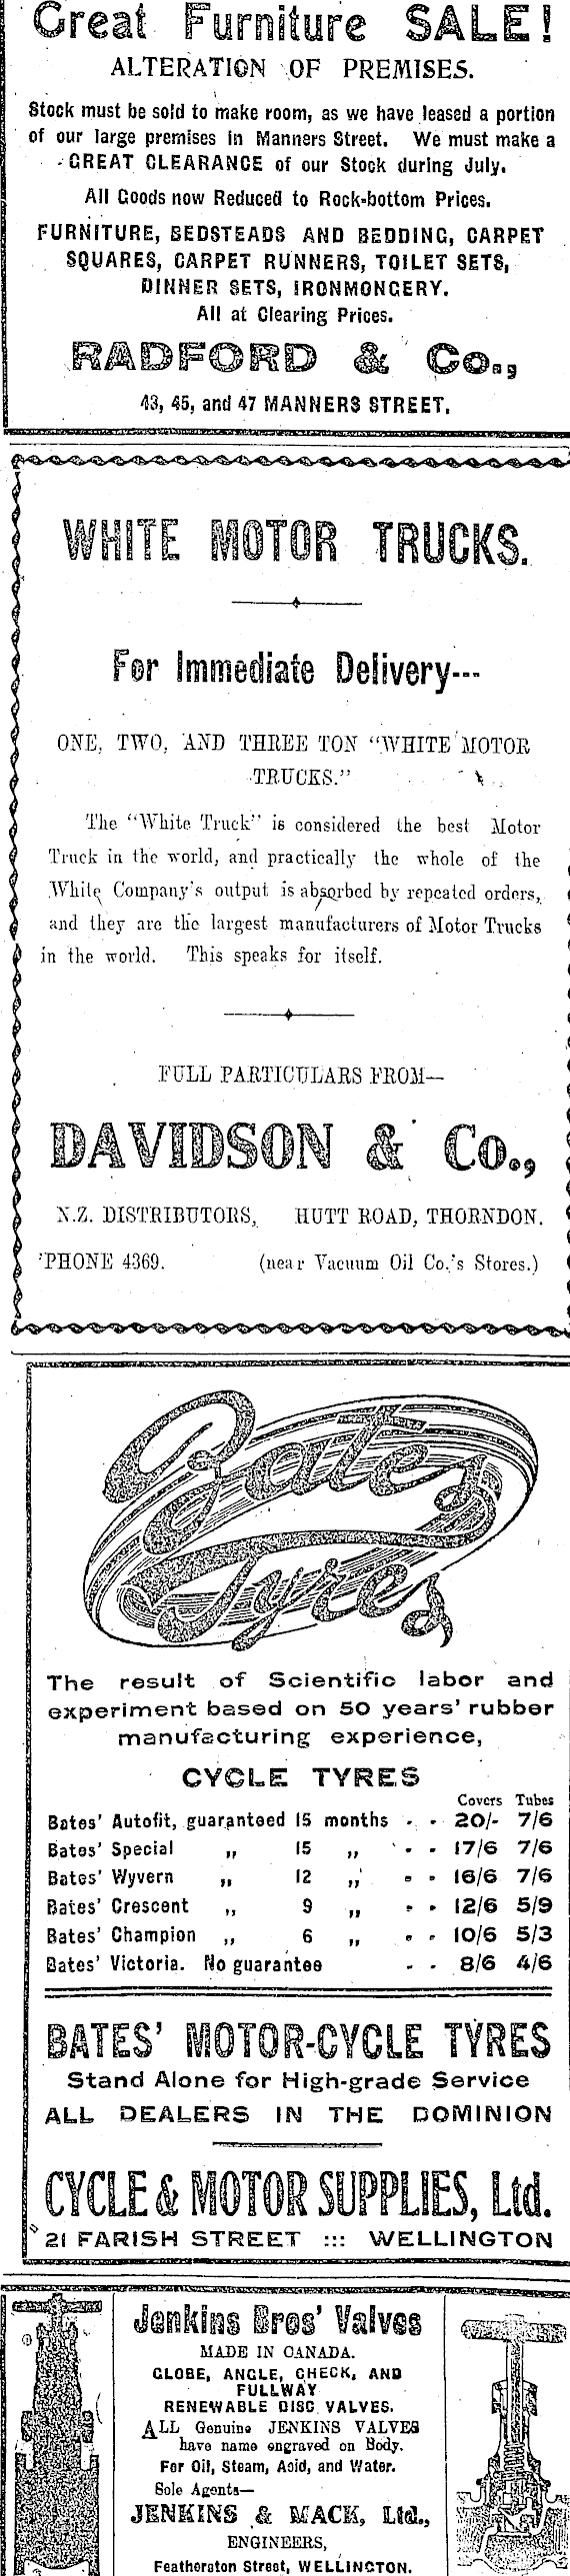 Great Furniture SALE!
ALTERATION OF PREMISES.
Stock must be sold to make room, as we have leased a portion
of our large premises in Manners Street. We must make a
GREAT CLEARANCE of our Stock during July.
All Goods now Reduced to Rock-bottom Prices.
FURNITURE, BEDSTEADS AND BEDDING, CARPET
SQUARES, CARPET RUNNERS, TOILET SETS,
DINNER SETS, IRONMONGERY.
All at Clearing Prices.
RADFORD & Co.,
43, 45, and 47 MANNERS STREET.
WHITE MOTOR TRUCKS.
For Immediate Delivery---
ONE, TWO, AND THREE TON "WHITE MOTOR
TRUCKS."
The "White Truck" is considered the best Motor
Truck in the world, and practically the whole of the
White Company's output is absorbed by repeated orders,
and they are the largest manufacturers of Motor Trucks
in the world. This speaks for itself.
FULL PARTICULARS FROM—
DAVIDSON & Co.,
N.Z. DISTRIBUTORS, HUTT ROAD, THORNDON.
'PHONE 4369. (near Vacuum Oil Co.'s Stores.)
Bates
Tyres
The result of Scientific labor and
experiment based on 50 years' rubber
manufacturing experience,
CYCLE TYRES
Covers Tubes
Bates' Autofit, guaranteed 15 months - - 20/- 7/6
Bates' Special „ 15 „ - - 17/6 7/6
Bates' Wyvern „ 12 „ - - 16/6 7/6
Bates' Crescent „ 9 „ - - 12/6 5/9
Bates' Champion „ 6 „ - - 10/6 5/3
Bates' Victoria. No guarantee - - 8/6 4/6
BATES' MOTOR-CYCLE TYRES
Stand Alone for High-grade Service
ALL DEALERS IN THE DOMINION
CYCLE & MOTOR SUPPLIES, Ltd.
21 FARISH STREET ::: WELLINGTON
Jenkins Bros' Valves
MADE IN CANADA.
GLOBE, ANGLE, CHECK, AND
FULLWAY
RENEWABLE DISC VALVES.
ALL Genuine JENKINS VALVES
have name engraved on Body.
For Oil, Steam, Acid, and Water.
Sole Agents—
JENKINS & MACK, Ltd.,
ENGINEERS,
Featherston Street, WELLINGTON.